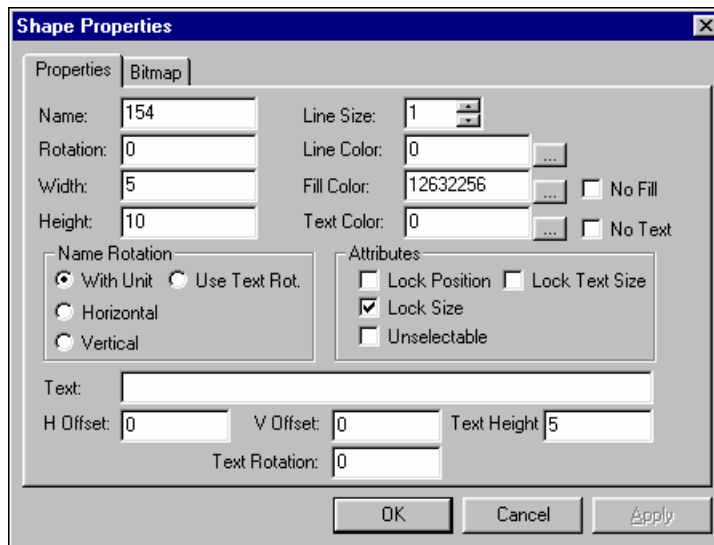 Shape Properties
Properties Bitmap
Name: 154 Line Size: 1
Rotation: 0 Line Color: 0 ...
Width: 5 Fill Color: 12632256 ... No Fill
Height: 10 Text Color: 0 ... No Text
Name Rotation Attributes
With Unit Use Text Rot. Lock Position Lock Text Size
Horizontal Lock Size
Vertical Unselectable
Text:
H Offset: 0 V Offset: 0 Text Height 5
Text Rotation: 0
OK Cancel Apply